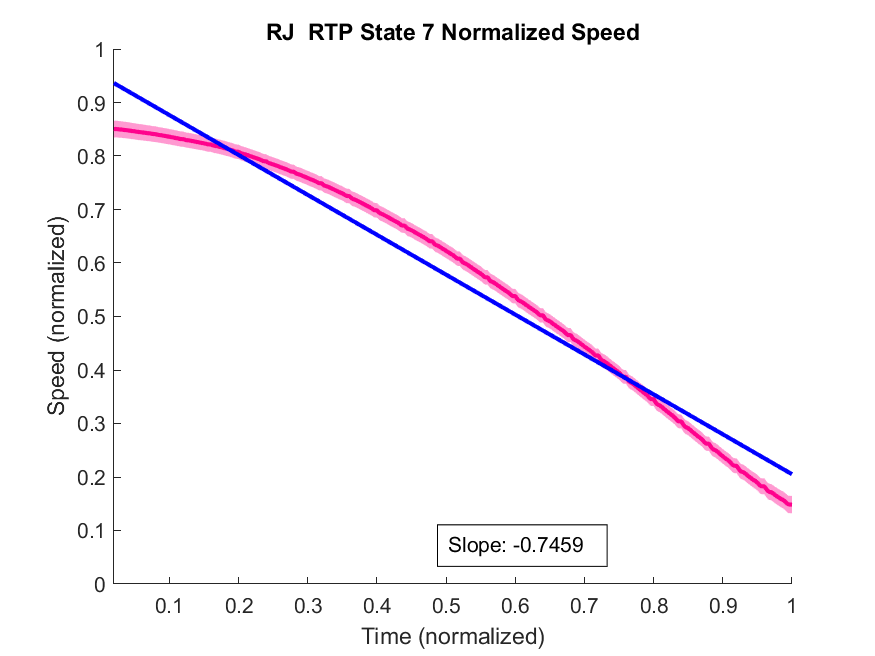 RJ  RTP State 7 Normalized Speed
1
0.9
0.8
0.7
0.6
0.5
0.4
0.3
0.2
0.1
0
Speed (normalized)
Slope: -0.7459
0.1 0.2 0.3 0.4 0.5 0.6 0.7 0.8 0.9 1
Time (normalized)